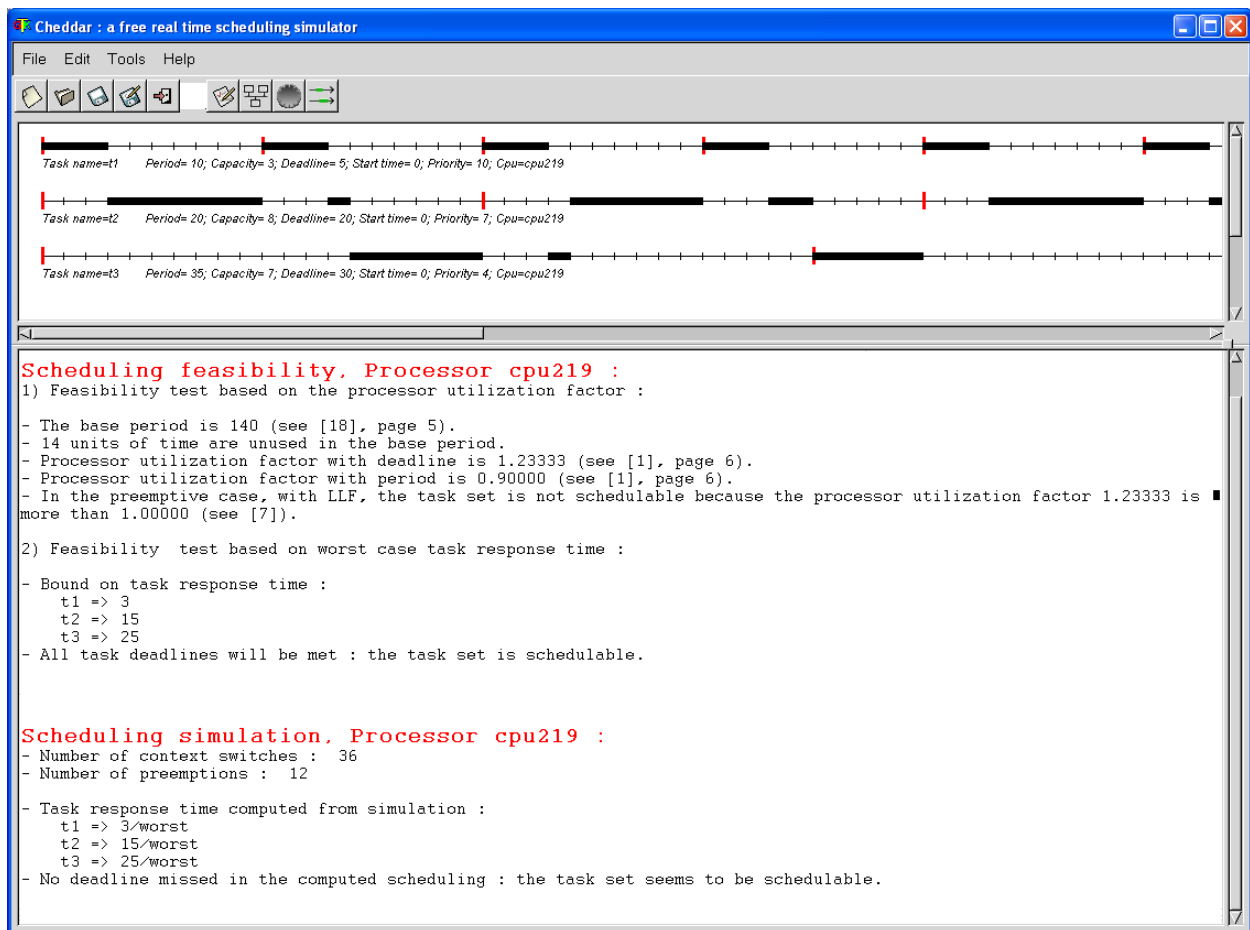 Cheddar : a free real time scheduling simulator
File Edit Tools Help
Task name=t1 Period= 10; Capacity= 3; Deadline= 5; Start time= 0; Priority= 10; Cpu=cpu219
Task name=t2 Period= 20; Capacity= 8; Deadline= 20; Start time= 0; Priority= 7; Cpu=cpu219
Task name=t3 Period= 35; Capacity= 7; Deadline= 30; Start time= 0; Priority= 4; Cpu=cpu219
Scheduling feasibility, Processor cpu219 :
1) Feasibility test based on the processor utilization factor :
- The base period is 140 (see [18], page 5).
- 14 units of time are unused in the base period.
- Processor utilization factor with deadline is 1.23333 (see [1], page 6).
- Processor utilization factor with period is 0.90000 (see [1], page 6).
- In the preemptive case, with LLF, the task set is not schedulable because the processor utilization factor 1.23333 is
more than 1.00000 (see [7]).
2) Feasibility test based on worst case task response time :
- Bound on task response time :
t1 => 3
t2 => 15
t3 => 25
- All task deadlines will be met : the task set is schedulable.
Scheduling simulation, Processor cpu219 :
- Number of context switches : 36
- Number of preemptions : 12
- Task response time computed from simulation :
t1 => 3/worst
t2 => 15/worst
t3 => 25/worst
- No deadline missed in the computed scheduling : the task set seems to be schedulable.